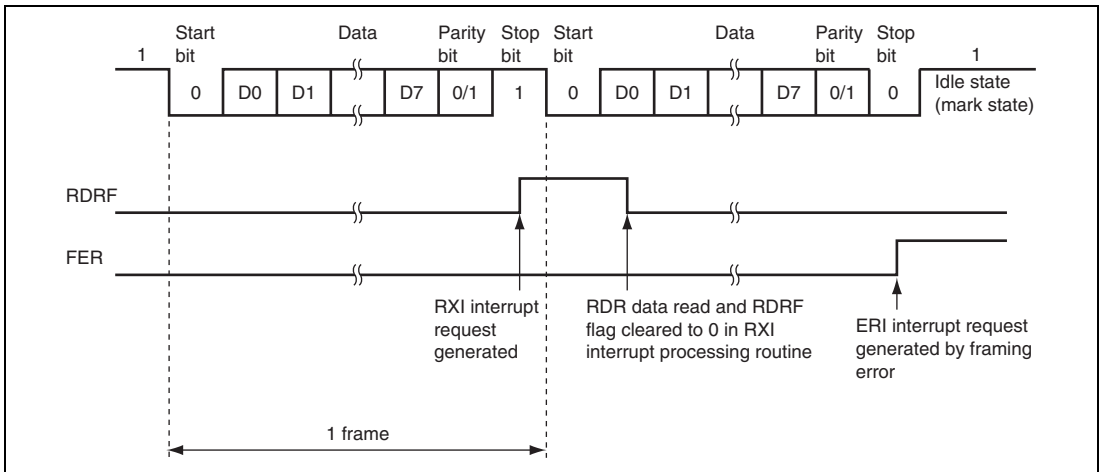 Start bit Data Parity bit Stop bit Start bit Data Parity bit Stop bit
1 1
0 D0 D1 D7 0/1 1 0 D0 D1 D7 0/1 0 Idle state (mark state)
RDRF
FER
RXI interrupt
request
generated
RDR data read and RDRF
flag cleared to 0 in RXI
interrupt processing routine
ERI interrupt request
generated by framing
error
1 frame